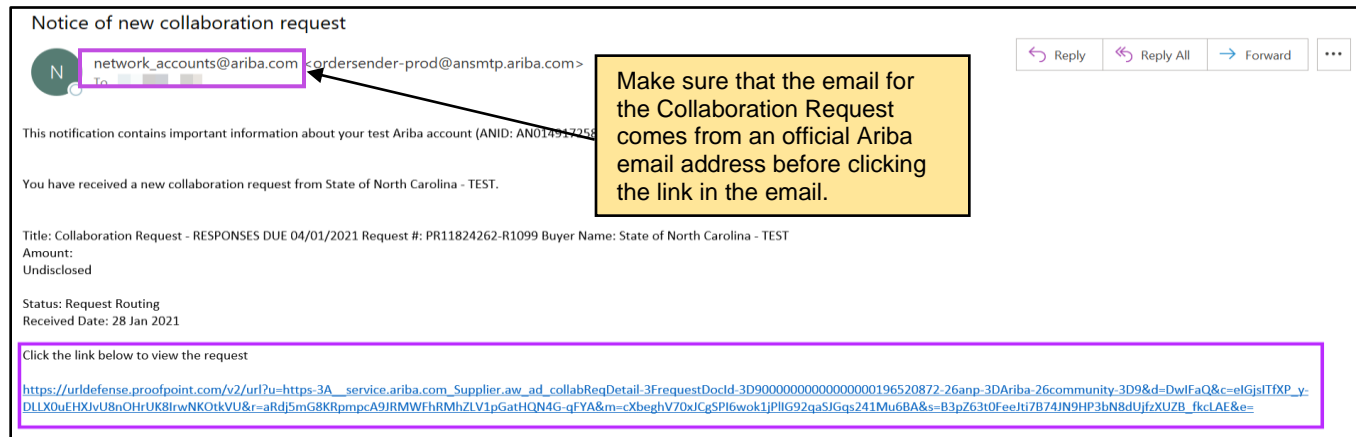 Notice of new collaboration request
N
network_accounts@ariba.com <ordersender-prod@ansmtp.ariba.com>
To
Reply
Reply All
Forward
Make sure that the email for
the Collaboration Request
comes from an official Ariba
email address before clicking
the link in the email.
This notification contains important information about your test Ariba account (ANID: AN014917258
You have received a new collaboration request from State of North Carolina - TEST.
Title: Collaboration Request - RESPONSES DUE 04/01/2021 Request #: PR11824262-R1099 Buyer Name: State of North Carolina - TEST
Amount:
Undisclosed
Status: Request Routing
Received Date: 28 Jan 2021
Click the link below to view the request
https://urldefense.proofpoint.com/v2/url?u=https-3A__service.ariba.com_Supplier.aw_ad_collabReqDetail-3FrequestDocId-3D9000000000000000196520872-26anp-3DAriba-26community-3D9&d=DwIFaQ&c=eIGjsITfXP_y-
DLLX0uEHXJvU8nOHrUK8IrwNKOtkVU&r=aRdj5mG8KRpmpcA9JRMWFhRMhZLV1pGatHQN4G-qFYA&m=cXbeghV70xJCgSPI6wok1jPlIG92qaSJGqs241Mu6BA&s=B3pZ63t0FeeJti7B74JN9HP3bN8dUjfzXUZB_fkcLAE&e=